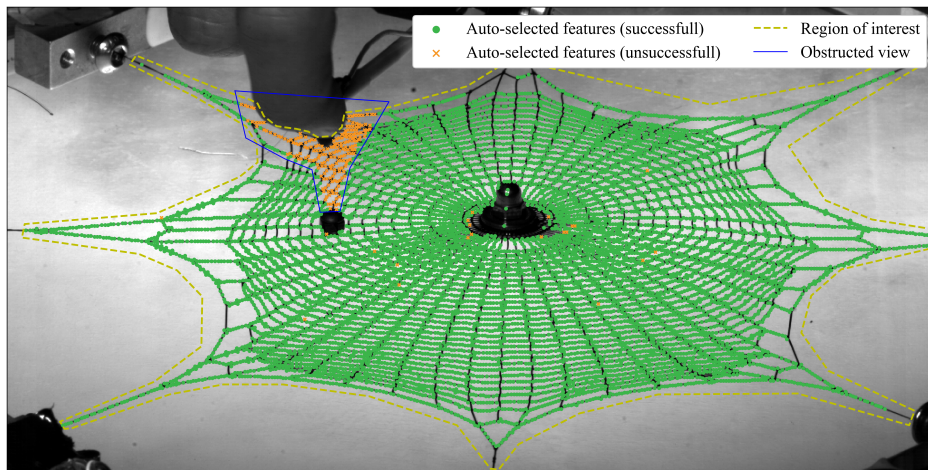 Auto-selected features (successfull)
Auto-selected features (unsuccessfull)
Region of interest
Obstructed view